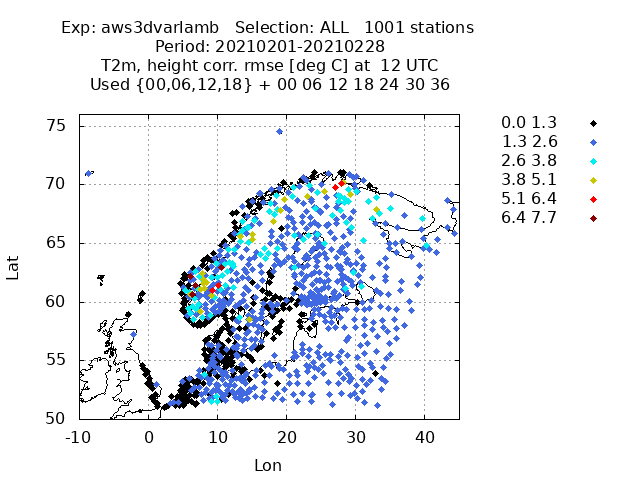 Exp: aws3dvarlamb   Selection: ALL   1001 stations
Period: 20210201-20210228
T2m, height corr. rmse [deg C] at  12 UTC
Used {00,06,12,18} + 00 06 12 18 24 30 36
75
70
65
60
55
50
-10 0 10 20 30 40
Lat
Lon
0.0 1.3
1.3 2.6
2.6 3.8
3.8 5.1
5.1 6.4
6.4 7.7